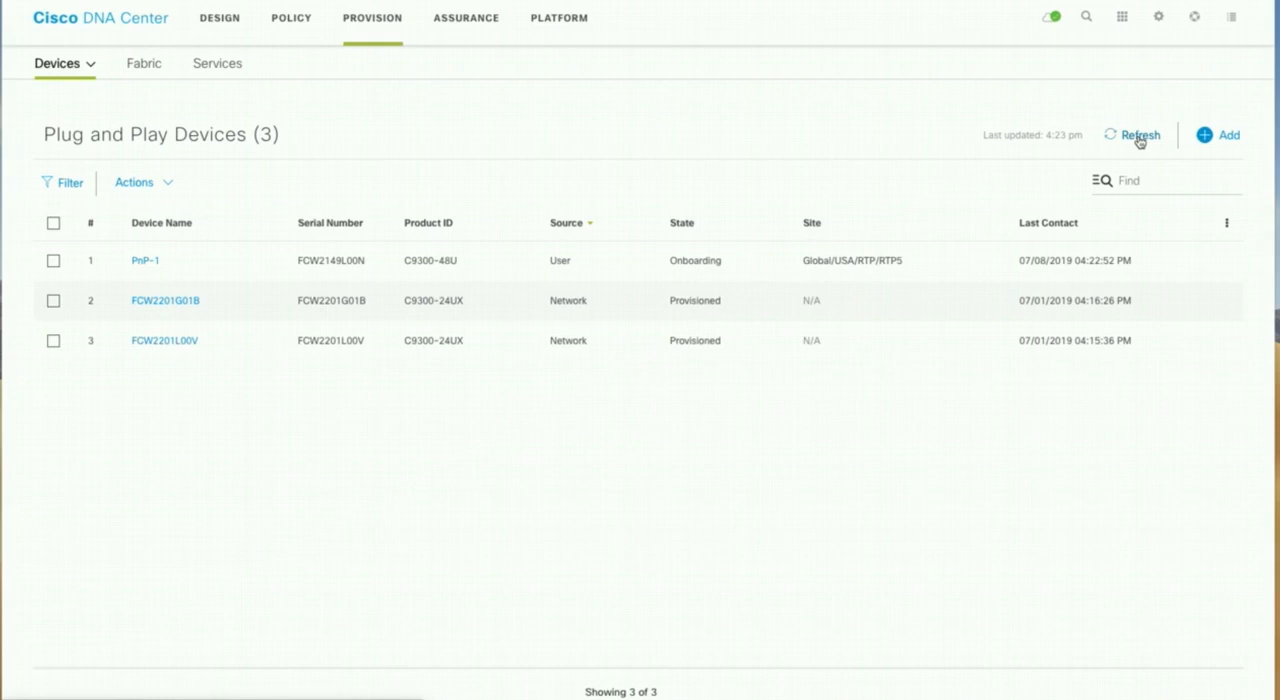 Cisco DNA Center DESIGN POLICY PROVISION ASSURANCE PLATFORM
Devices Fabric Services
Plug and Play Devices (3) Last updated: 4:23 pm Refresh Add
Filter Actions Find
# Device Name Serial Number Product ID Source State Site Last Contact
1 PnP-1 FCW2149L00N C9300-48U User Onboarding Global/USA/RTP/RTP5 07/08/2019 04:22:52 PM
2 FCW2201G01B FCW2201G01B C9300-24UX Network Provisioned N/A 07/01/2019 04:16:26 PM
3 FCW2201L00V FCW2201L00V C9300-24UX Network Provisioned N/A 07/01/2019 04:15:36 PM
Showing 3 of 3